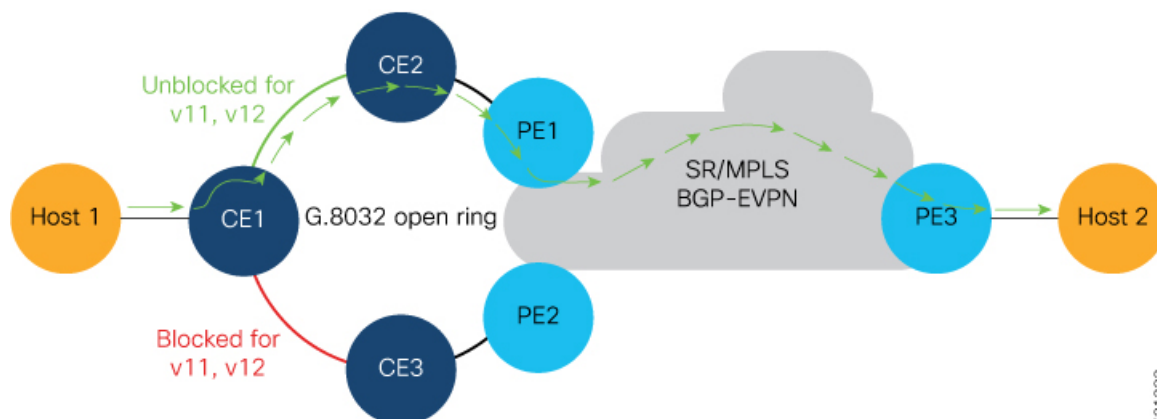 CE2
Unblocked for
v11, v12
PE1
SR/MPLS
BGP-EVPN
Host 1
CE1
G.8032 open ring
PE3
Host 2
PE2
Blocked for
v11, v12
CE3